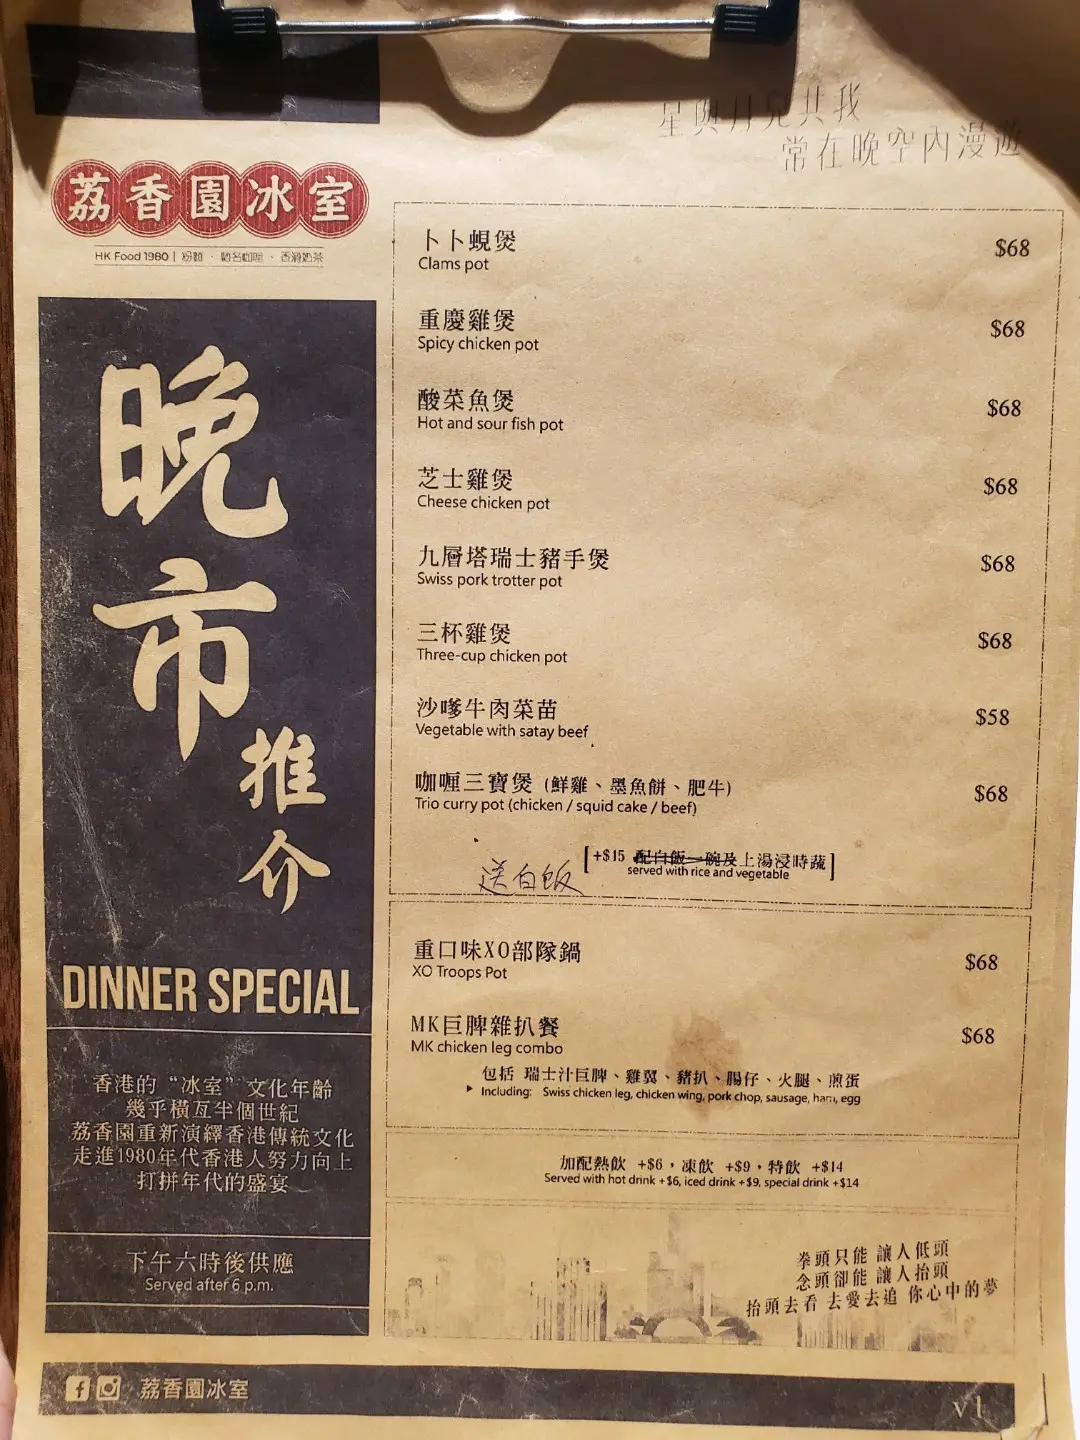 星與月兒共我
常在晚空內漫遊
荔香園冰室
HK Food 1980 | 粉麵 · 馳名咖喱 · 香滑奶茶
晚市推介
DINNER SPECIAL
香港的“冰室”文化年齡
幾乎橫亙半個世紀
荔香園重新演繹香港傳統文化
走進1980年代香港人努力向上
打拼年代的盛宴
下午六時後供應
Served after 6 p.m.
卜卜蜆煲 $68
Clams pot
重慶雞煲 $68
Spicy chicken pot
酸菜魚煲 $68
Hot and sour fish pot
芝士雞煲 $68
Cheese chicken pot
九層塔瑞士豬手煲 $68
Swiss pork trotter pot
三杯雞煲 $68
Three-cup chicken pot
沙嗲牛肉菜苗 $58
Vegetable with satay beef
咖喱三寶煲 (鮮雞、墨魚餅、肥牛) $68
Trio curry pot (chicken / squid cake / beef)
[+$15 配白飯一碗及上湯浸時蔬]
served with rice and vegetable
送白飯
重口味XO部隊鍋 $68
XO Troops Pot
MK巨脾雜扒餐 $68
MK chicken leg combo
包括 瑞士汁巨脾、雞翼、豬扒、腸仔、火腿、煎蛋
Including: Swiss chicken leg, chicken wing, pork chop, sausage, ham, egg
加配熱飲 +$6，凍飲 +$9，特飲 +$14
Served with hot drink +$6, iced drink +$9, special drink +$14
拳頭只能 讓人低頭
念頭卻能 讓人抬頭
抬頭去看 去愛去追 你心中的夢
荔香園冰室
v1